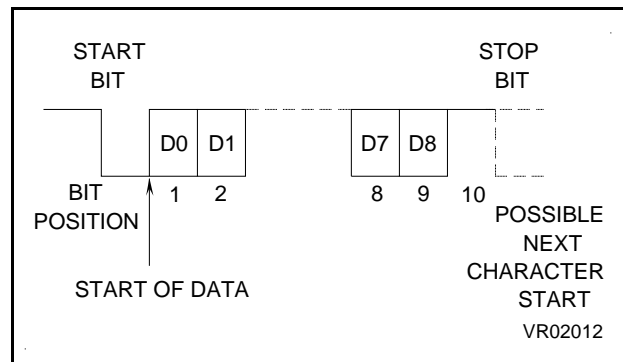 START
BIT
STOP
BIT
D0 D1 D7 D8
BIT
POSITION
1 2 8 9 10
POSSIBLE
NEXT
CHARACTER
START
START OF DATA
VR02012